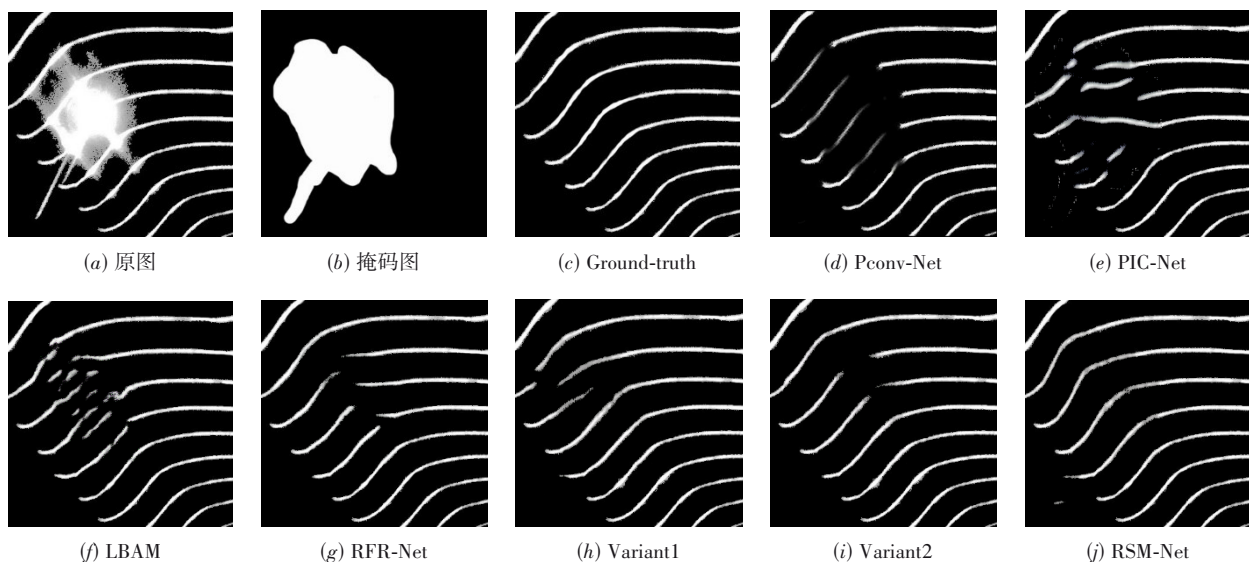 (a) 原图
(b) 掩码图
(c) Ground-truth
(d) Pconv-Net
(e) PIC-Net
(f) LBAM
(g) RFR-Net
(h) Variant1
(i) Variant2
(j) RSM-Net